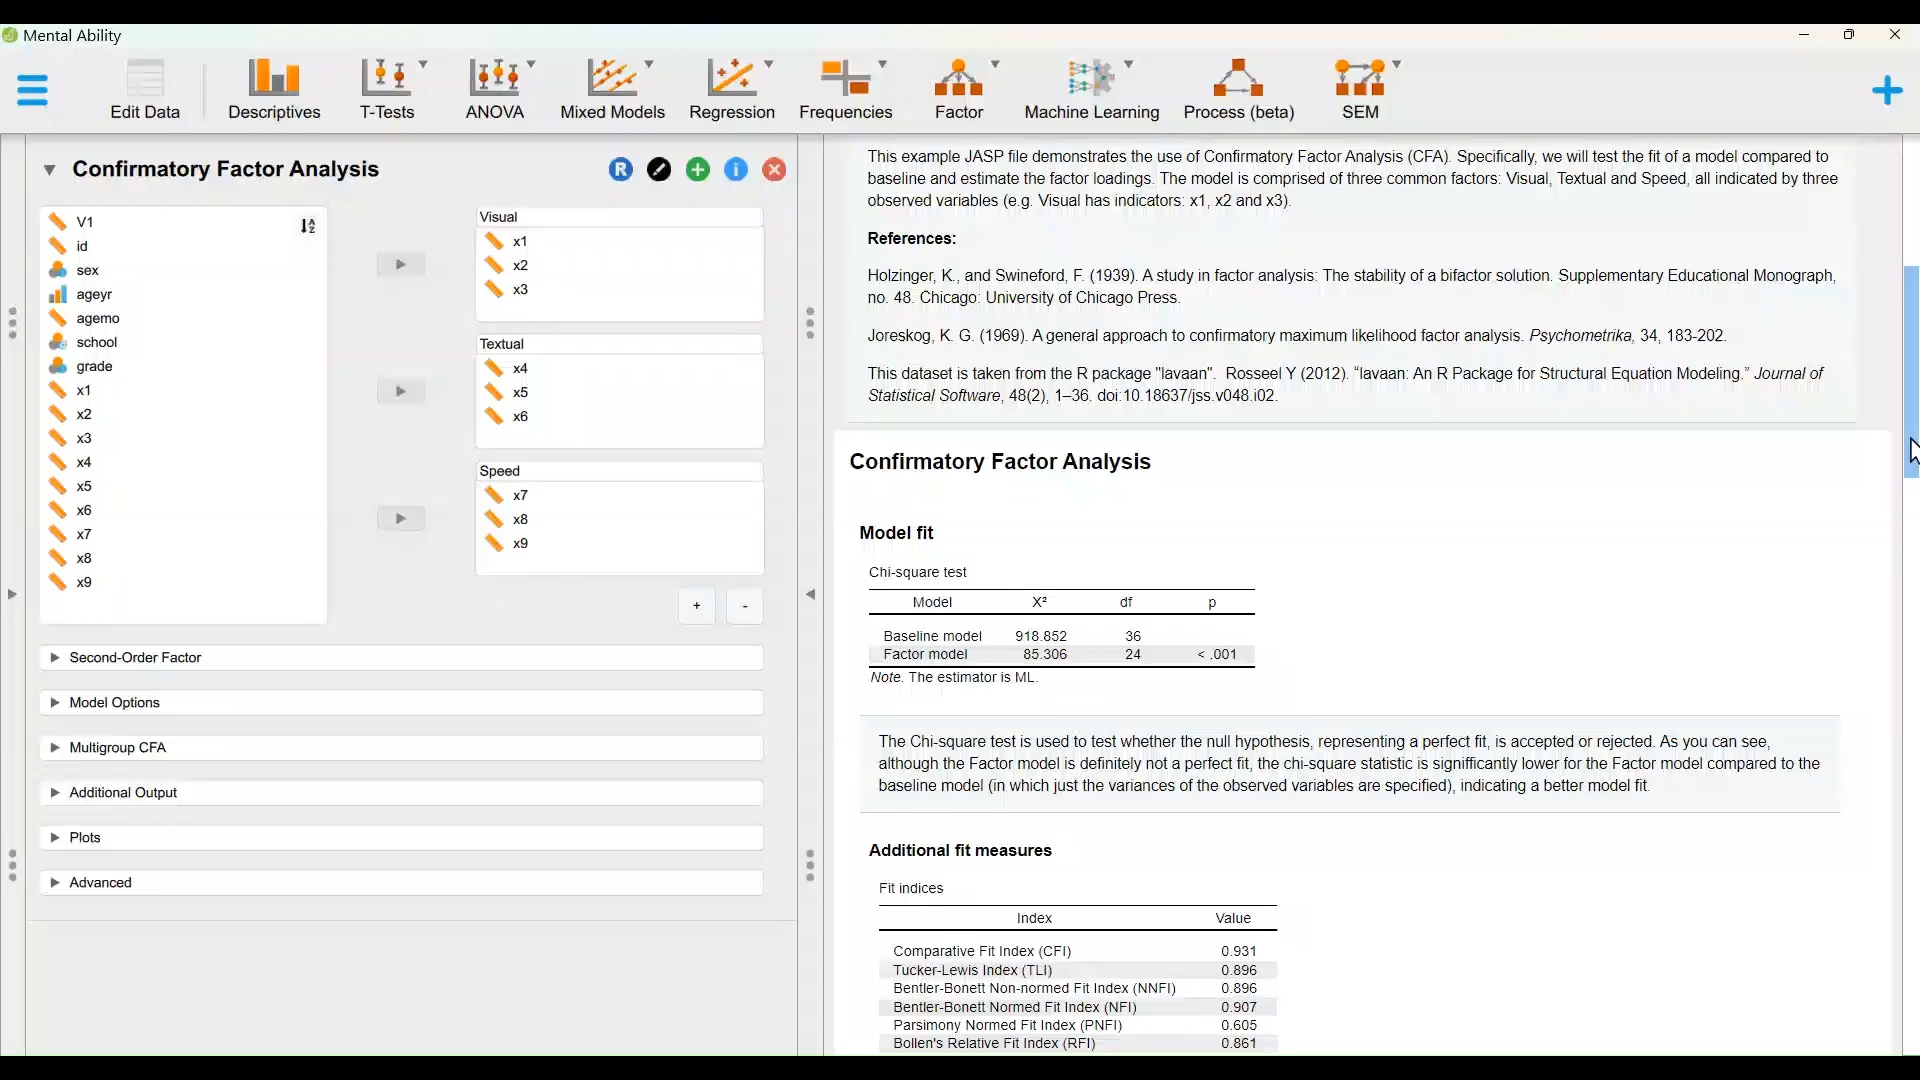 Mental Ability
Edit Data
Descriptives
T-Tests
ANOVA
Mixed Models
Regression
Frequencies
Factor
Machine Learning
Process (beta)
SEM
Confirmatory Factor Analysis
R
+
i
V1
id
sex
ageyr
agemo
school
grade
x1
x2
x3
x4
x5
x6
x7
x8
x9
Visual
x1
x2
x3
Textual
x4
x5
x6
Speed
x7
x8
x9
+ -
Second-Order Factor
Model Options
Multigroup CFA
Additional Output
Plots
Advanced
This example JASP file demonstrates the use of Confirmatory Factor Analysis (CFA). Specifically, we will test the fit of a model compared to
baseline and estimate the factor loadings. The model is comprised of three common factors: Visual, Textual and Speed, all indicated by three
observed variables (e.g. Visual has indicators: x1, x2 and x3).
References:
Holzinger, K., and Swineford, F. (1939). A study in factor analysis: The stability of a bifactor solution. Supplementary Educational Monograph,
no. 48. Chicago: University of Chicago Press.
Joreskog, K. G. (1969). A general approach to confirmatory maximum likelihood factor analysis. Psychometrika, 34, 183-202.
This dataset is taken from the R package "lavaan". Rosseel Y (2012). “lavaan: An R Package for Structural Equation Modeling.” Journal of
Statistical Software, 48(2), 1–36. doi:10.18637/jss.v048.i02.
Confirmatory Factor Analysis
Model fit
Chi-square test
Model X² df p
Baseline model 918.852 36
Factor model 85.306 24 < .001
Note. The estimator is ML.
The Chi-square test is used to test whether the null hypothesis, representing a perfect fit, is accepted or rejected. As you can see,
although the Factor model is definitely not a perfect fit, the chi-square statistic is signifficantly lower for the Factor model compared to the
baseline model (in which just the variances of the observed variables are specified), indicating a better model fit.
Additional fit measures
Fit indices
Index Value
Comparative Fit Index (CFI) 0.931
Tucker-Lewis Index (TLI) 0.896
Bentler-Bonett Non-normed Fit Index (NNFI) 0.896
Bentler-Bonett Normed Fit Index (NFI) 0.907
Parsimony Normed Fit Index (PNFI) 0.605
Bollen's Relative Fit Index (RFI) 0.861